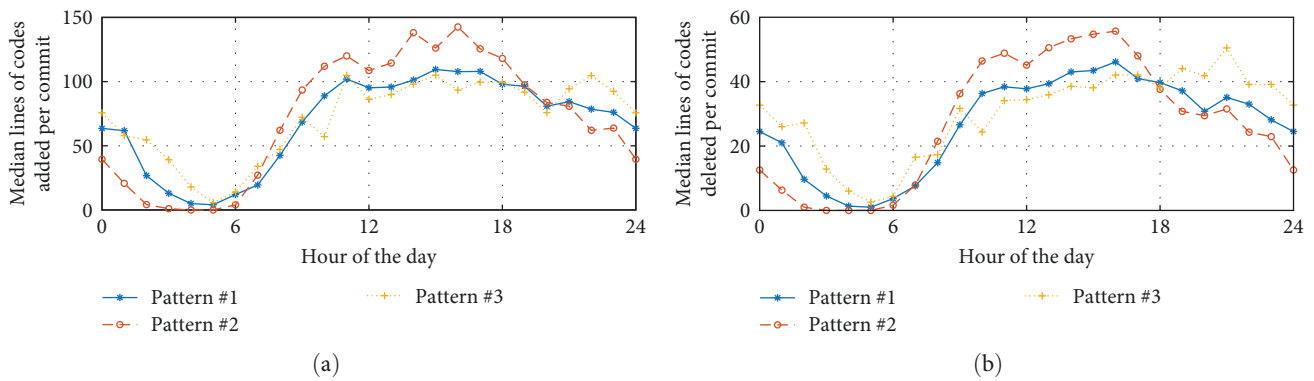 Median lines of codes
added per commit
150
100
50
0
0
6
12
18
24
Hour of the day
Pattern #1
Pattern #2
Pattern #3
(a)
Median lines of codes
deleted per commit
60
40
20
0
0
6
12
18
24
Hour of the day
Pattern #1
Pattern #2
Pattern #3
(b)